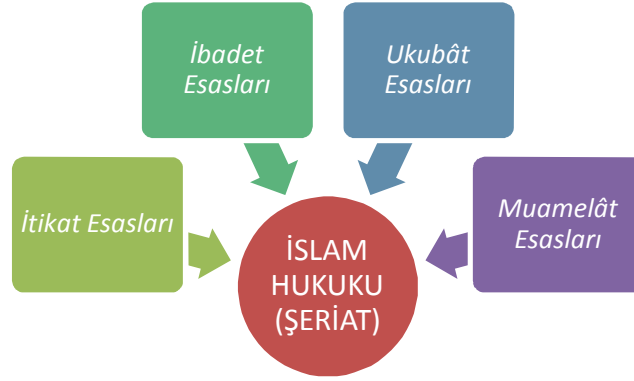 İbadet
Esasları
Ukubât
Esasları
İtikat Esasları
Muamelât
Esasları
İSLAM
HUKUKU
(ŞERİAT)